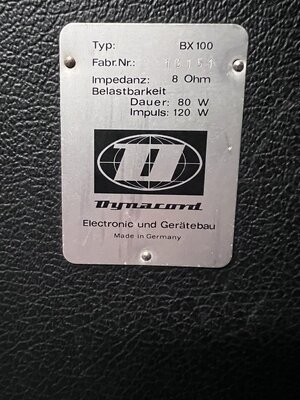 Typ: BX 100
Fabr. Nr.:
Impedanz: 8 Ohm
Belastbarkeit
Dauer: 80 W
Impuls: 120 W
Dynacord
Electronic und Gerätebau
Made in Germany